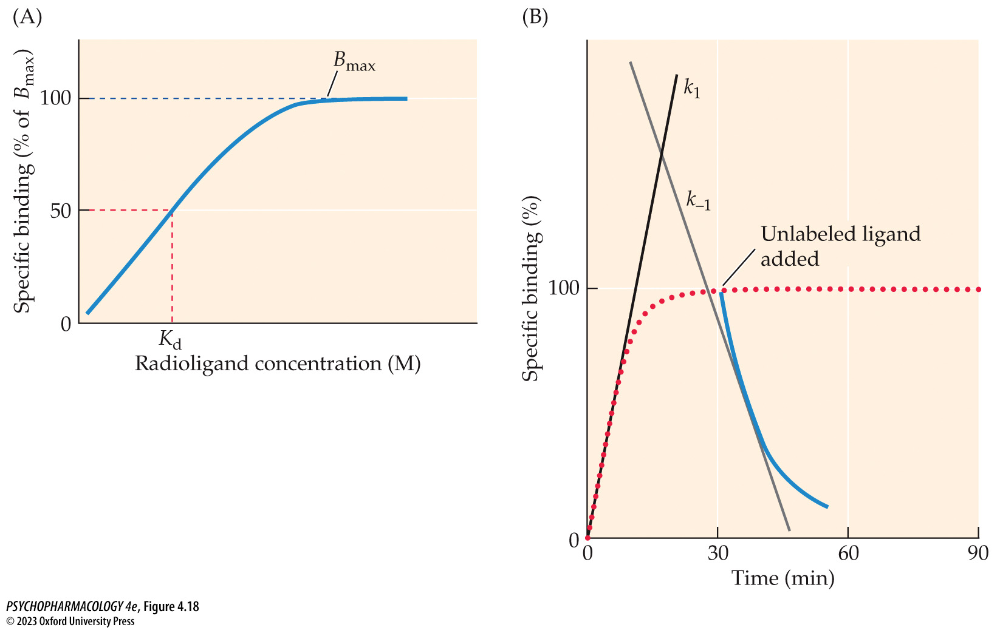 (A)
Specific binding (% of Bmax)
100
50
0
Bmax
Kd
Radioligand concentration (M)
(B)
Specific binding (%)
100
0
k1
k–1
Unlabeled ligand
added
0 30 60 90
Time (min)
PSYCHOPHARMACOLOGY 4e, Figure 4.18
© 2023 Oxford University Press